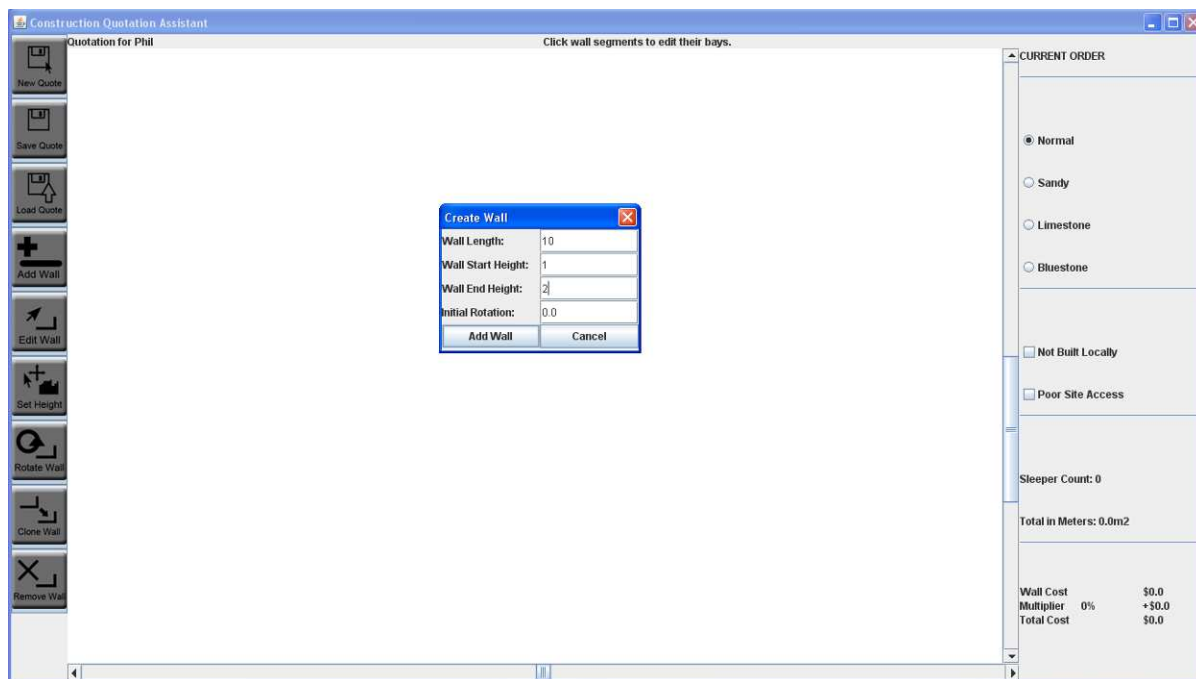 Construction Quotation Assistant
Quotation for Phil
Click wall segments to edit their bays.
New Quote
Save Quote
Load Quote
Add Wall
Edit Wall
Set Height
Rotate Wall
Clone Wall
Remove Wall
Create Wall
Wall Length: 10
Wall Start Height: 1
Wall End Height: 2
Initial Rotation: 0.0
Add Wall Cancel
CURRENT ORDER
Normal
Sandy
Limestone
Bluestone
Not Built Locally
Poor Site Access
Sleeper Count: 0
Total in Meters: 0.0m2
Wall Cost $0.0
Multiplier 0% +$0.0
Total Cost $0.0